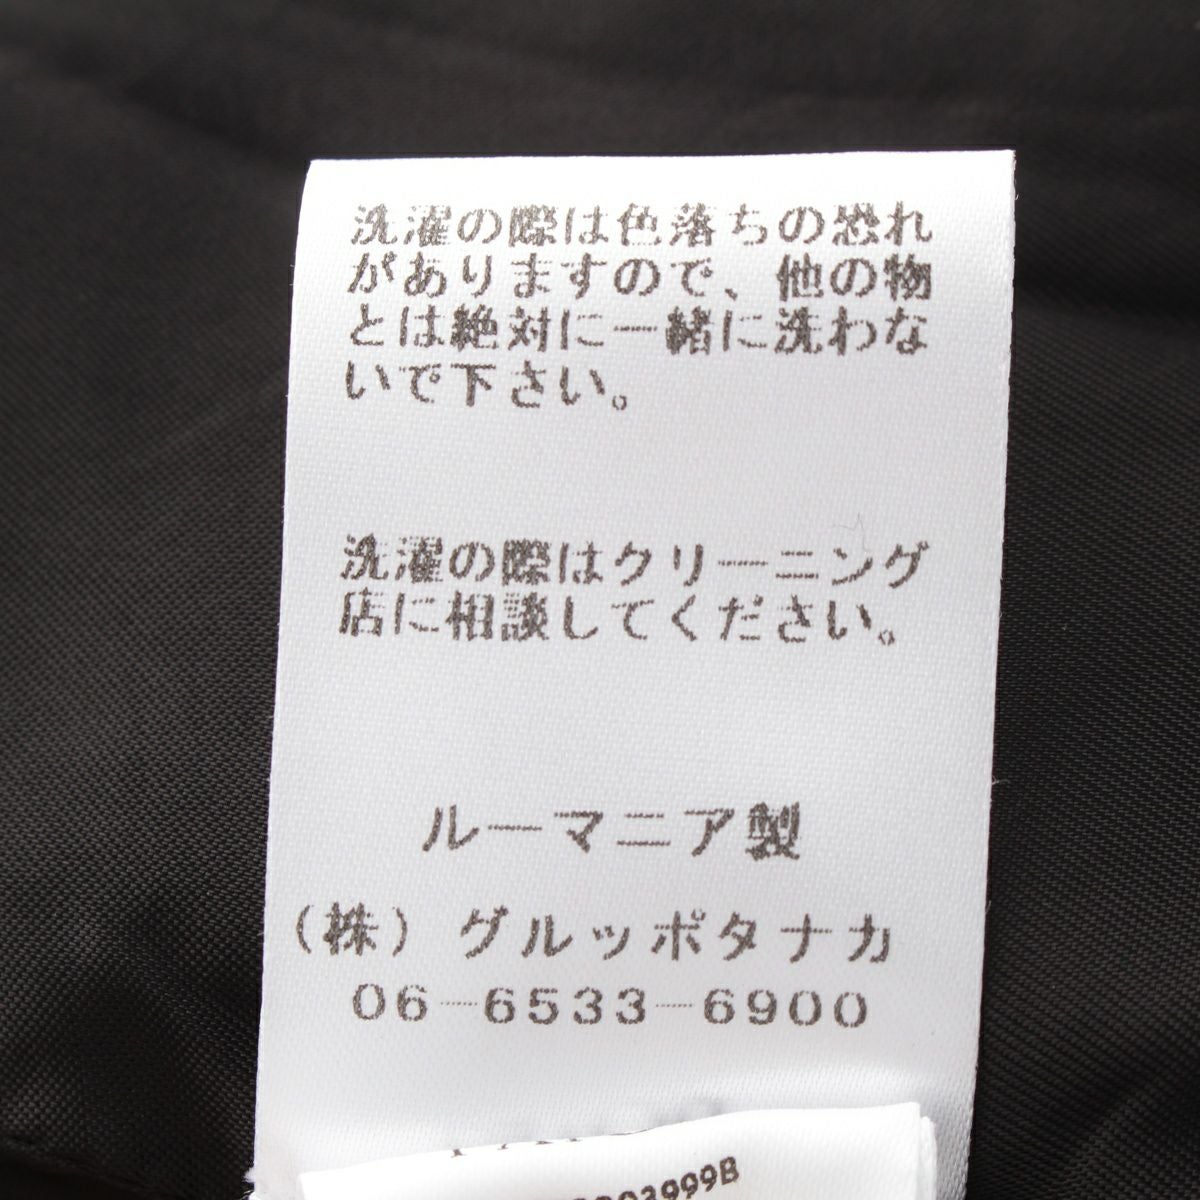 洗濯の際は色落ちの恐れ
がありますので、他の物
とは絶対に一緒に洗わな
いで下さい。
洗濯の際はクリーニング
店に相談してください。
ルーマニア製
(株) グルッポタナカ
06-6533-6900